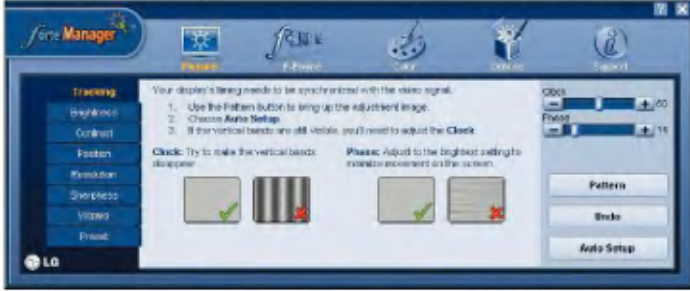 ? ×
forte Manager
Picture
Color
Options
Support
Tracking
Brightness
Contrast
Position
Resolution
Sharpness
Preset
Your display's timing needs to be synchronized with the video signal.
1. Use the Pattern button to bring up the adjustment image.
2. Choose Auto Setup
3. If the vertical bands are still visible, you'll need to adjust the Clock
Clock: Try to make the vertical bands
disappear
Phase: Adjust to the brightest setting to
minimize movement on the screen.
Clock
Phase
Pattern
Undo
Auto Setup
LG